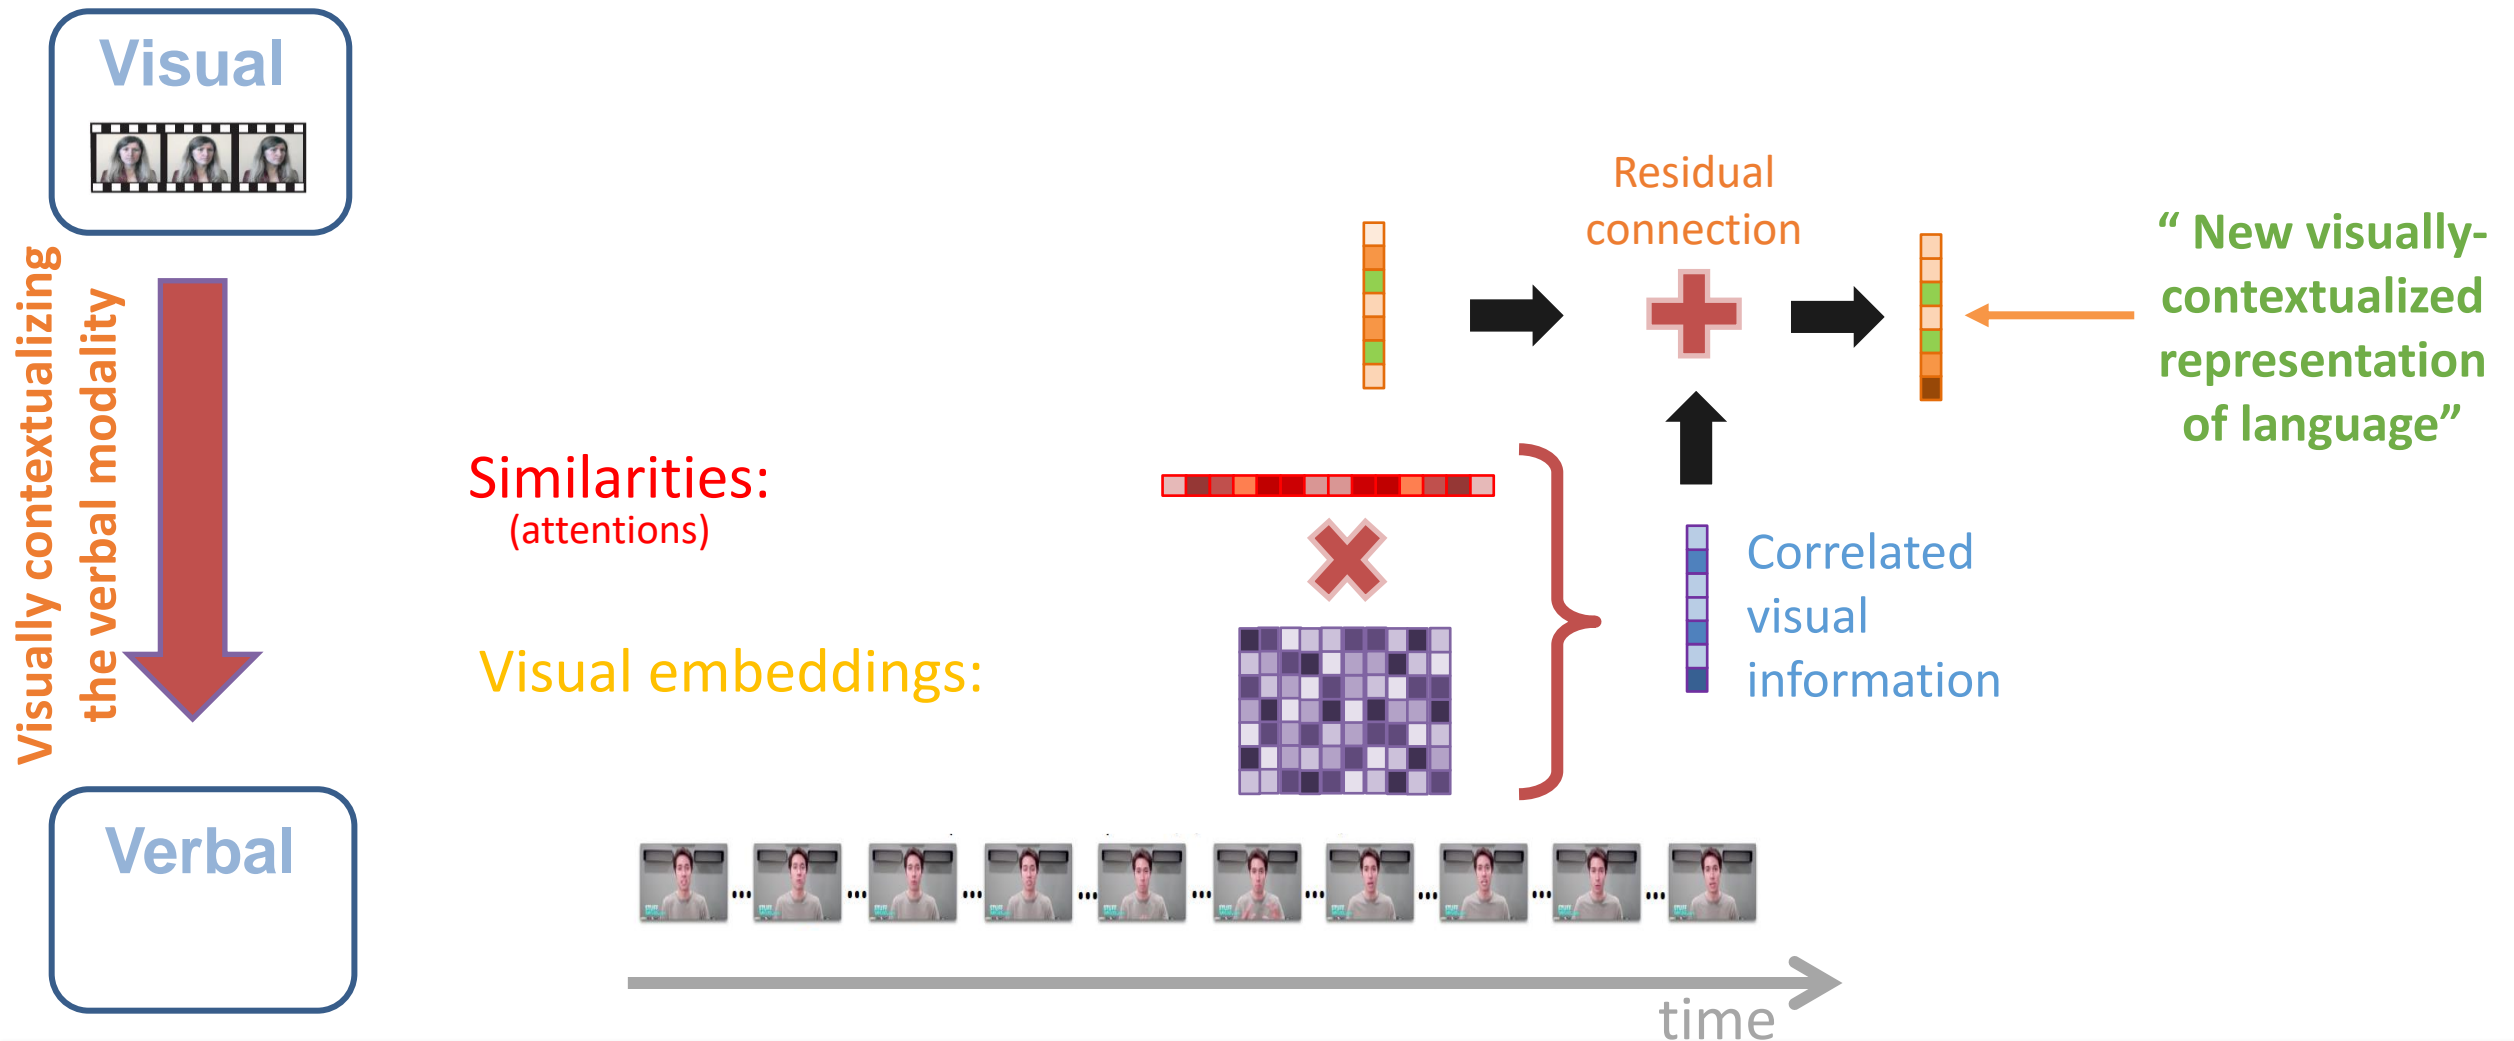 Visual
Visually contextualizing
the verbal modality
Verbal
Residual
connection
“ New visually-
contextualized
representation
of language”
Similarities:
(attentions)
Correlated
visual
information
Visual embeddings:
... ... ... ... ... ... ... ... ...
time